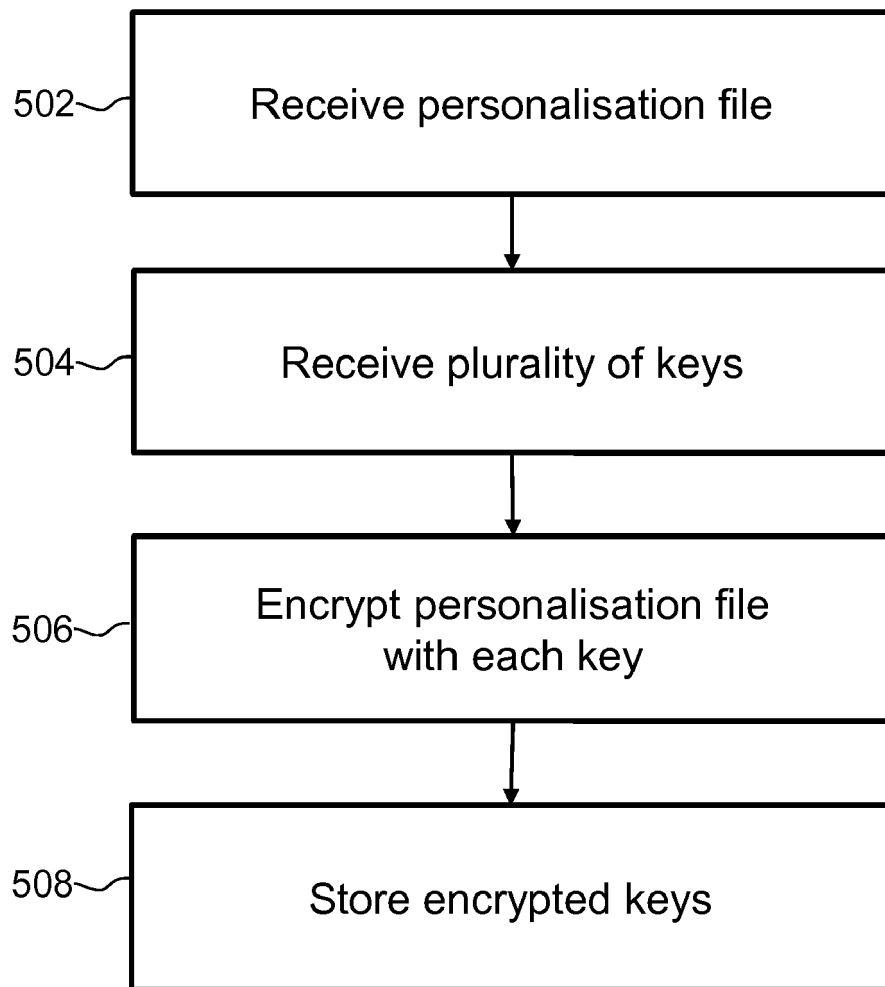 502
Receive personalisation file
504
Receive plurality of keys
506
Encrypt personalisation file
with each key
508
Store encrypted keys